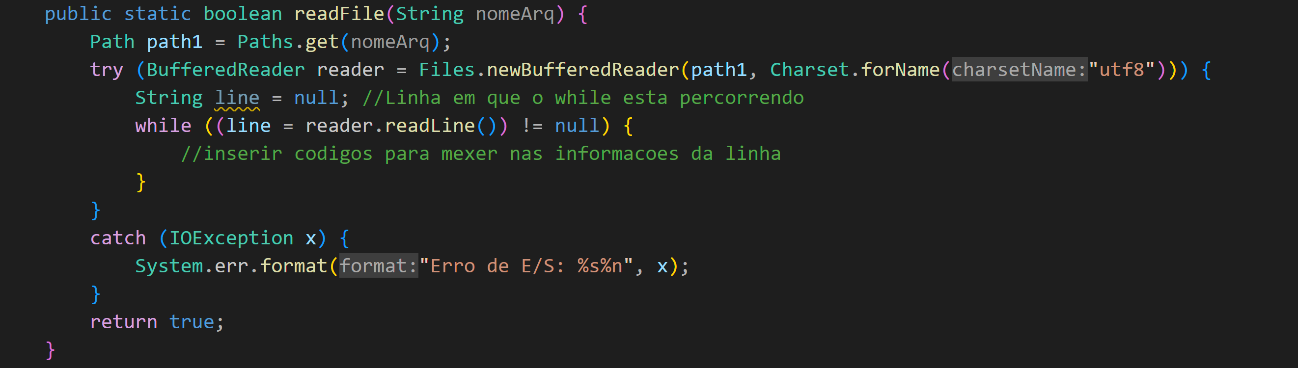 public static boolean readFile(String nomeArq) {
    Path path1 = Paths.get(nomeArq);
    try (BufferedReader reader = Files.newBufferedReader(path1, Charset.forName(charsetName:"utf8"))) {
        String line = null; //Linha em que o while esta percorrendo
        while ((line = reader.readLine()) != null) {
            //inserir codigos para mexer nas informacoes da linha
        }
    }
    catch (IOException x) {
        System.err.format(format:"Erro de E/S: %s%n", x);
    }
    return true;
}